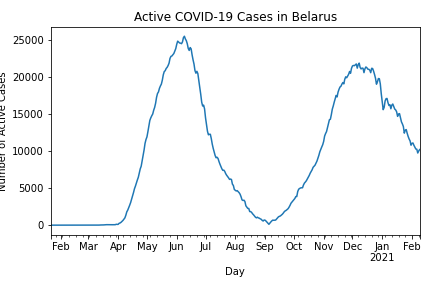 Active COVID-19 Cases in Belarus
Number of Active Cases
25000
20000
15000
10000
5000
0
Feb Mar Apr May Jun Jul Aug Sep Oct Nov Dec Jan Feb
2021
Day